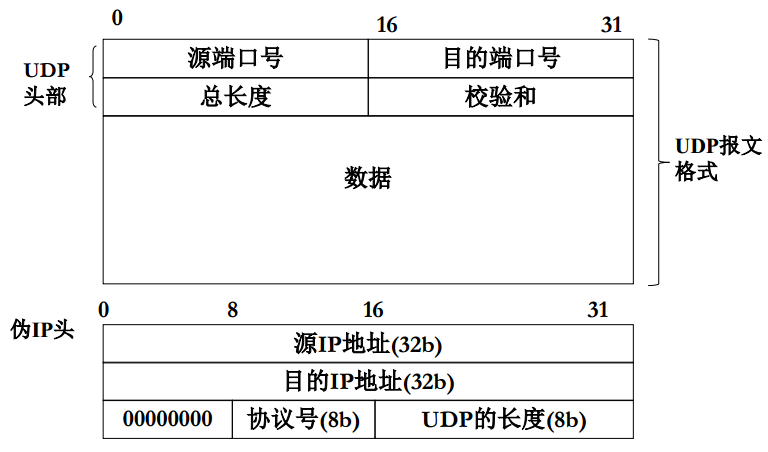 0 16 31
源端口号 目的端口号
UDP
头部
总长度 校验和
数据
UDP报文
格式
0 8 16 31
伪IP头
源IP地址(32b)
目的IP地址(32b)
00000000 协议号(8b) UDP的长度(8b)